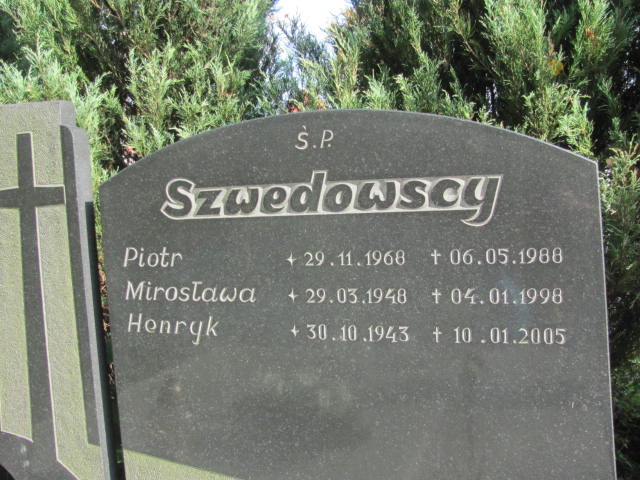 Ś.P.
Szwedowscy
Piotr ⋆ 29.11.1968 † 06.05.1988
Mirosława ⋆ 29.03.1948 † 04.01.1998
Henryk ⋆ 30.10.1943 † 10.01.2005